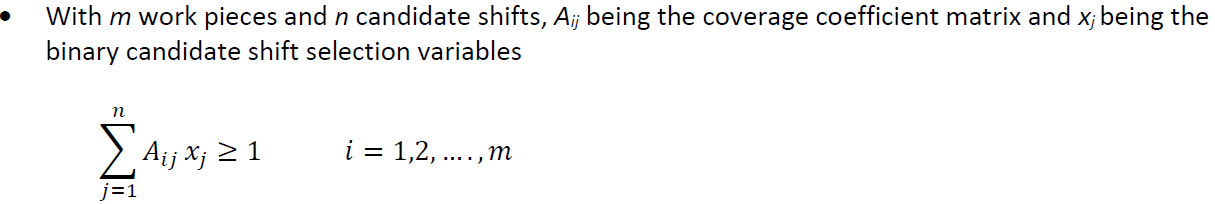 • With m work pieces and n candidate shifts, Aij being the coverage coefficient matrix and xj being the
binary candidate shift selection variables
n
∑ Aij xj ≥ 1 i = 1,2, ....,m
j=1